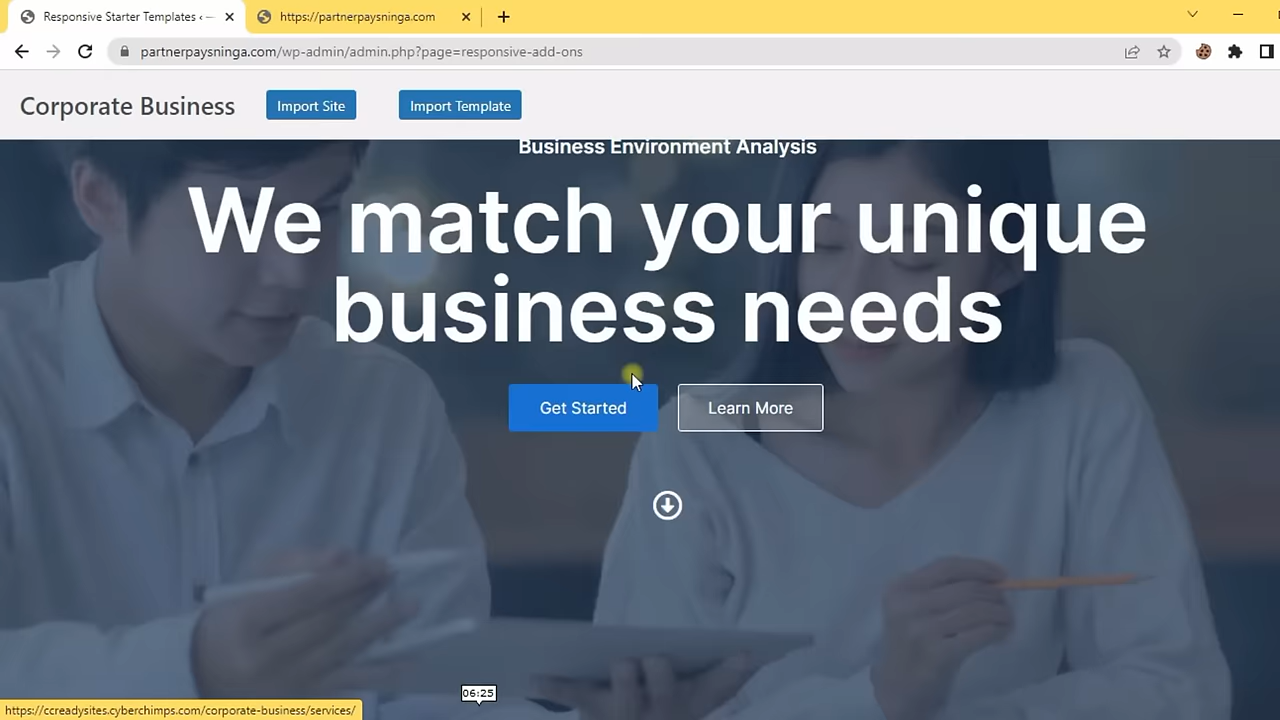 Responsive Starter Templates ‹ —
https://partnerpaysninga.com
partnerpaysninga.com/wp-admin/admin.php?page=responsive-add-ons
Corporate Business
Import Site
Import Template
Business Environment Analysis
We match your unique
business needs
Get Started
Learn More
06:25
https://ccreadysites.cyberchimps.com/corporate-business/services/